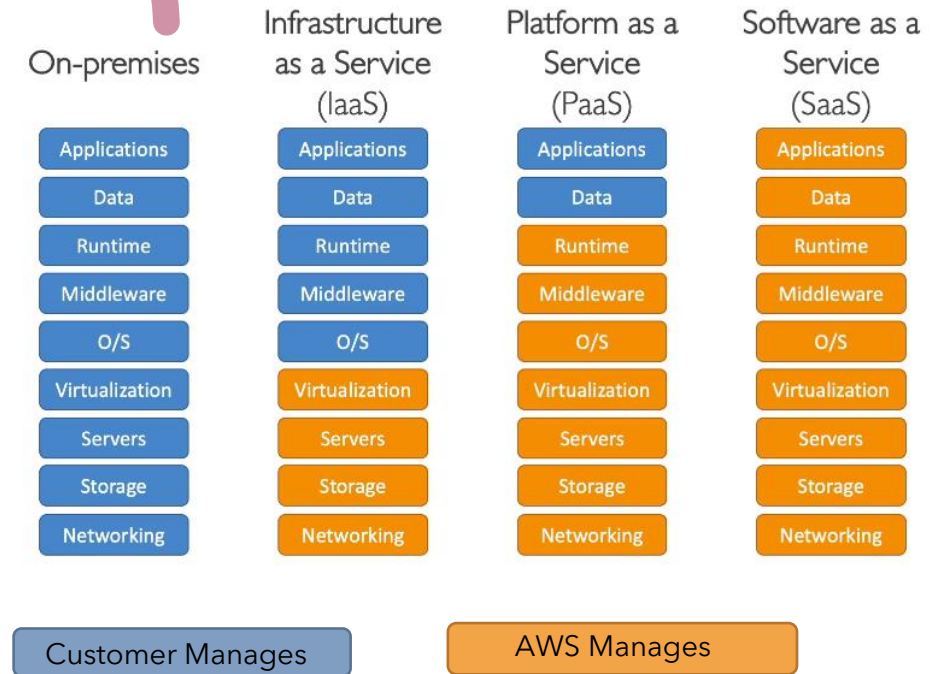 On-premises
Infrastructure
as a Service
(IaaS)
Platform as a
Service
(PaaS)
Software as a
Service
(SaaS)
Applications
Data
Runtime
Middleware
O/S
Virtualization
Servers
Storage
Networking
Applications
Data
Runtime
Middleware
O/S
Virtualization
Servers
Storage
Networking
Applications
Data
Runtime
Middleware
O/S
Virtualization
Servers
Storage
Networking
Applications
Data
Runtime
Middleware
O/S
Virtualization
Servers
Storage
Networking
Customer Manages
AWS Manages